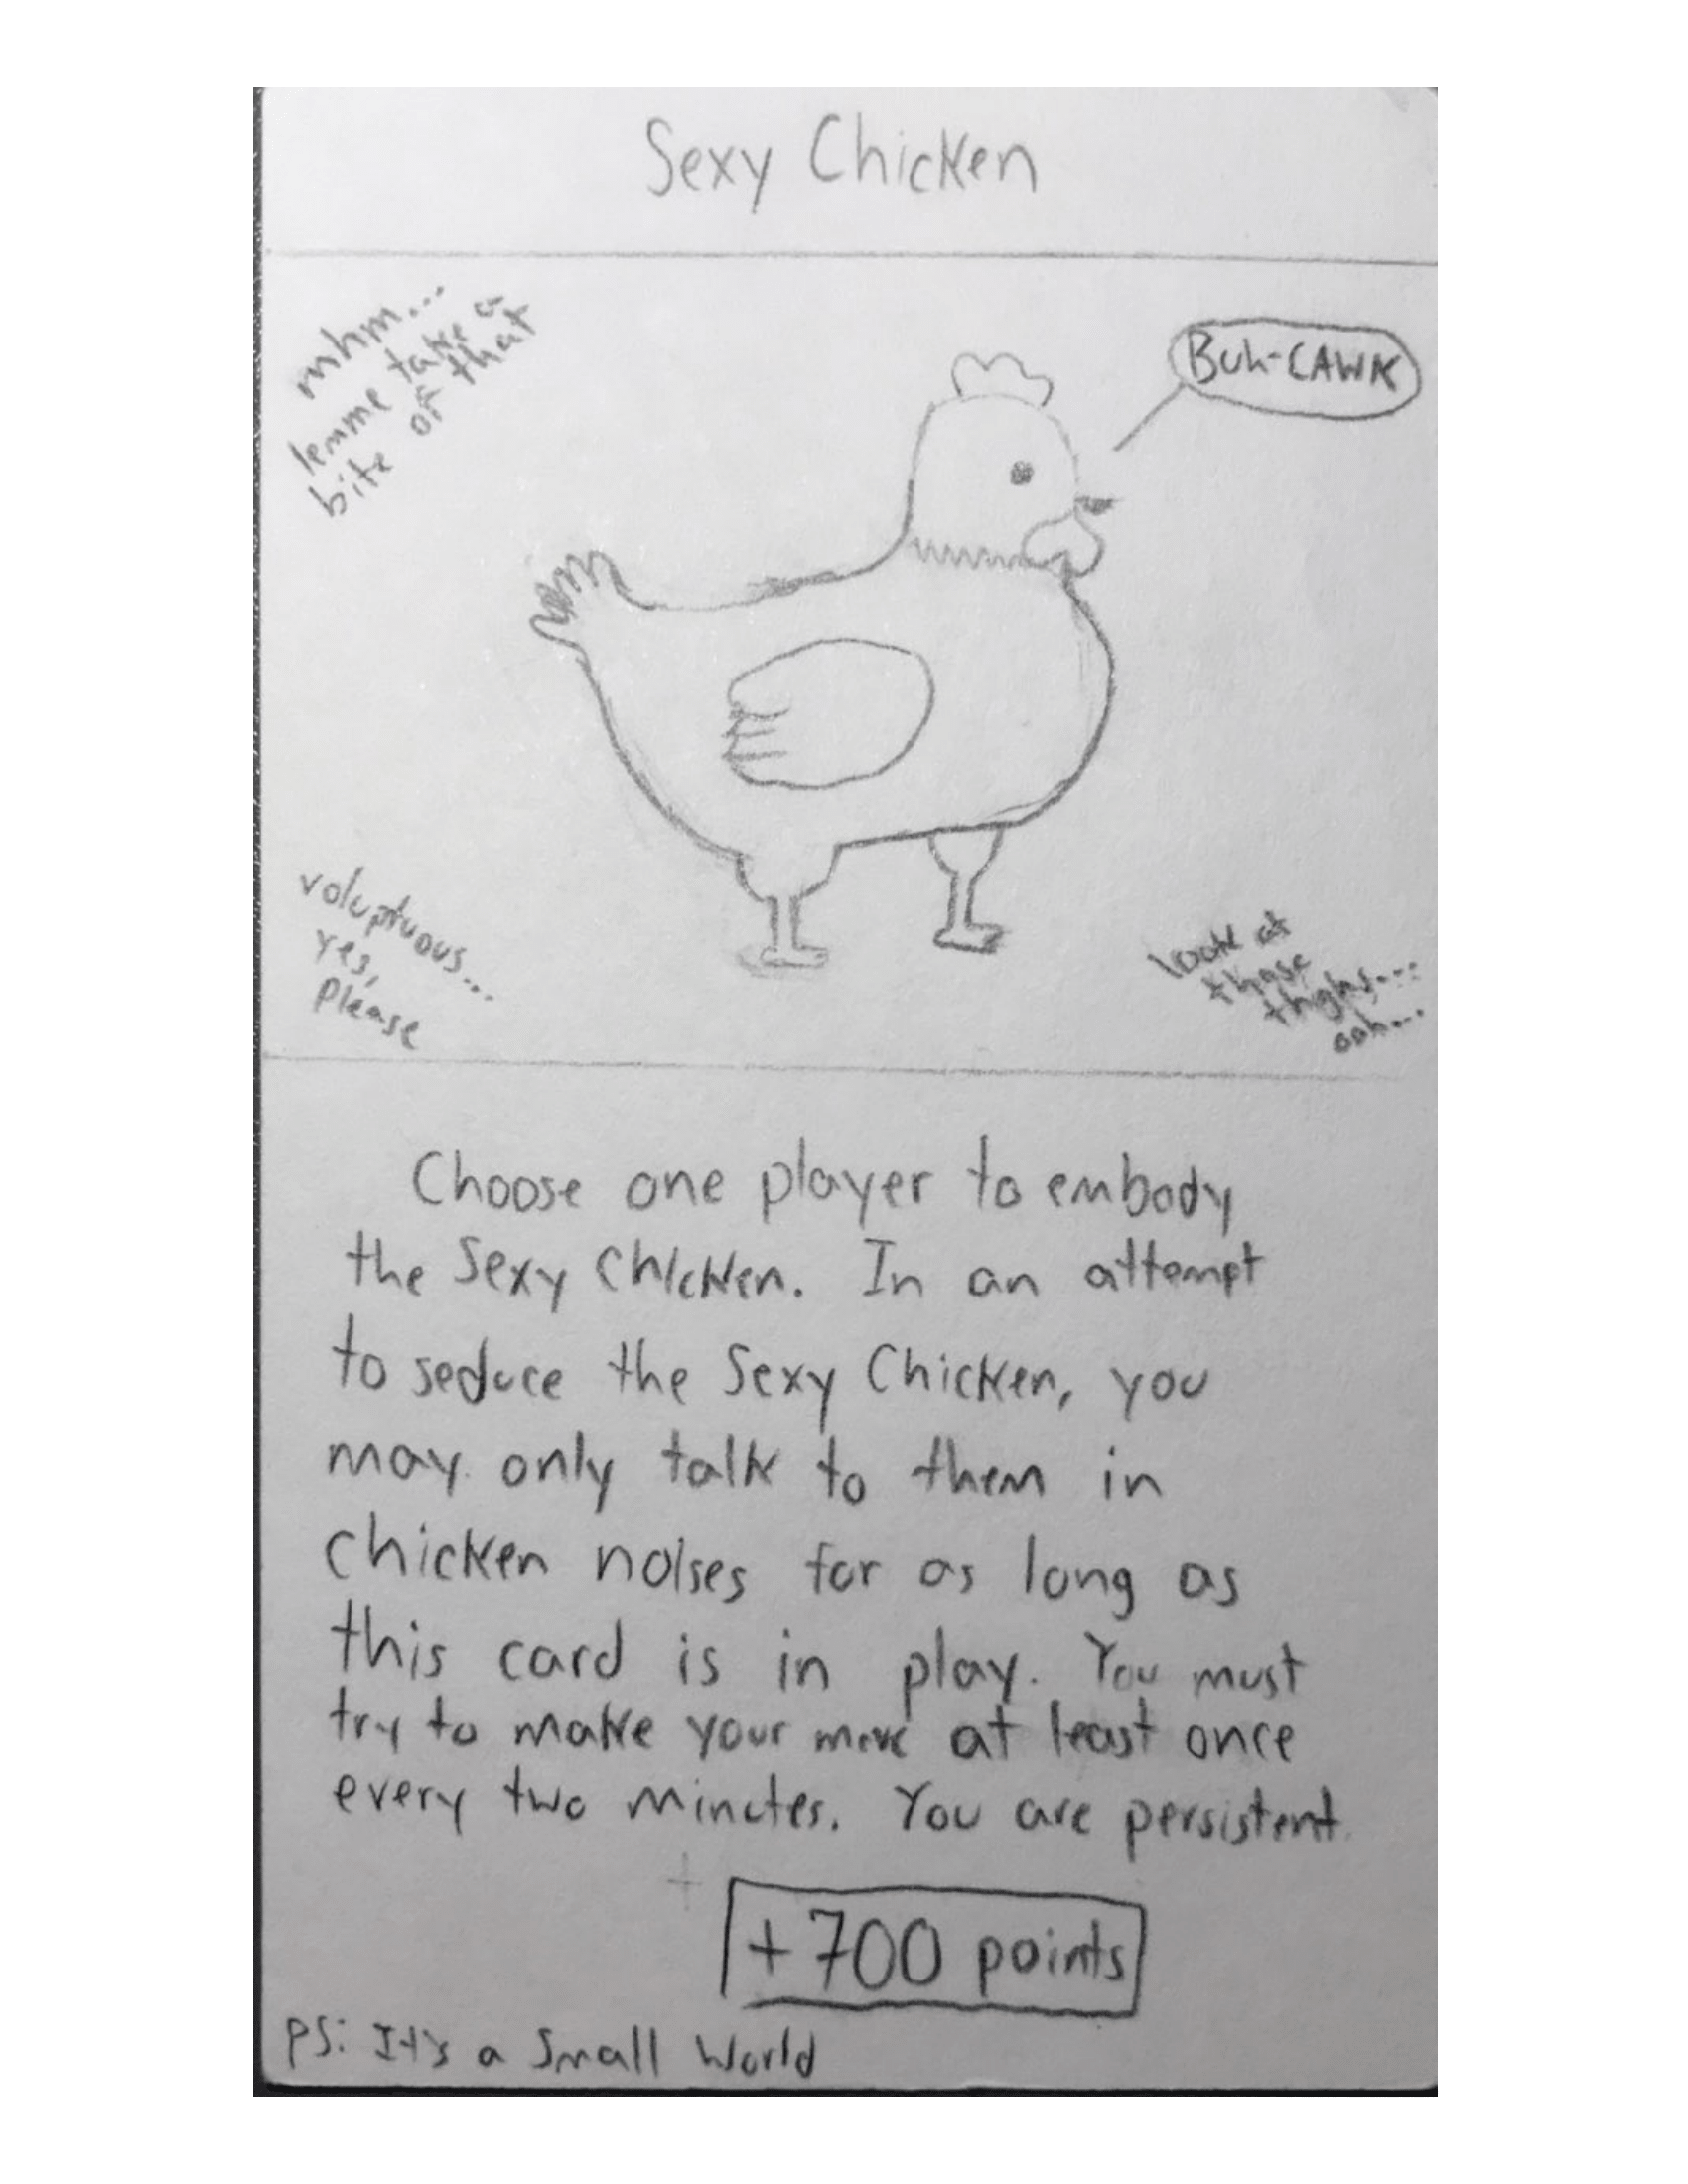 Sexy Chicken
mhm...
lemme take a
bite of that
Buh-CAWK
voluptuous...
yes,
please
look at
those
thighs...
ooh...
Choose one player to embody
the Sexy Chicken. In an attempt
to seduce the Sexy Chicken, you
may only talk to them in
chicken noises for as long as
this card is in play. You must
try to make your move at least once
every two minutes. You are persistent.
+700 points
PS: It's a Small World